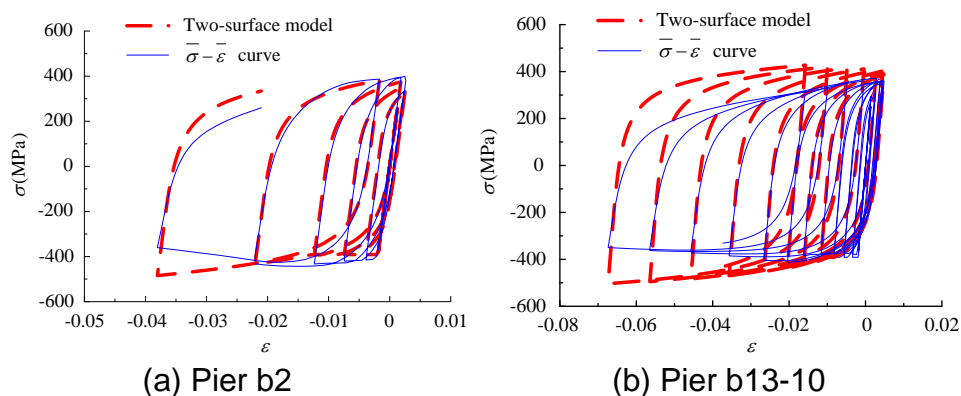 600
400
200
0
-200
-400
-600
σ(MPa)
Two-surface model
σ̅ − ε̅ curve
-0.05 -0.04 -0.03 -0.02 -0.01 0 0.01
ε
(a) Pier b2
600
400
200
0
-200
-400
-600
σ(MPa)
Two-surface model
σ̅ − ε̅ curve
-0.08 -0.06 -0.04 -0.02 0 0.02
ε
(b) Pier b13-10